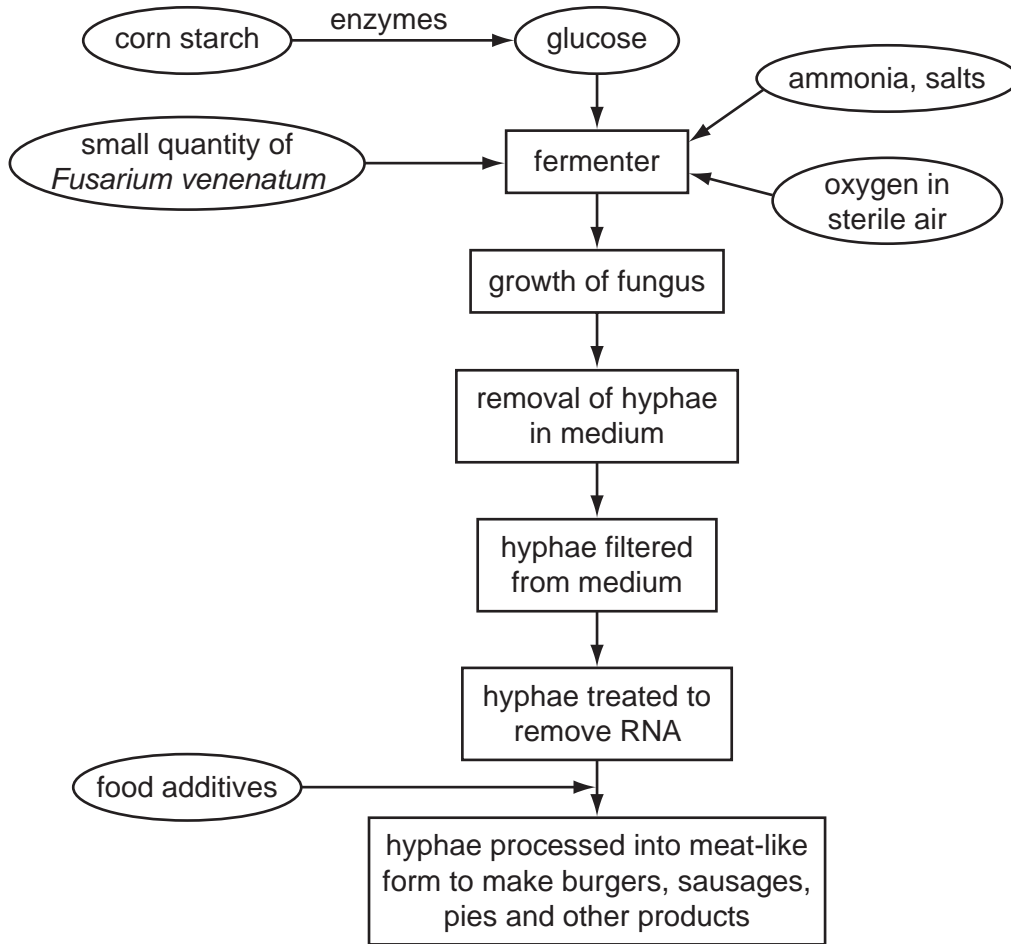 corn starch
enzymes
glucose
ammonia, salts
small quantity of
Fusarium venenatum
fermenter
oxygen in
sterile air
growth of fungus
removal of hyphae
in medium
hyphae filtered
from medium
hyphae treated to
remove RNA
food additives
hyphae processed into meat-like
form to make burgers, sausages,
pies and other products